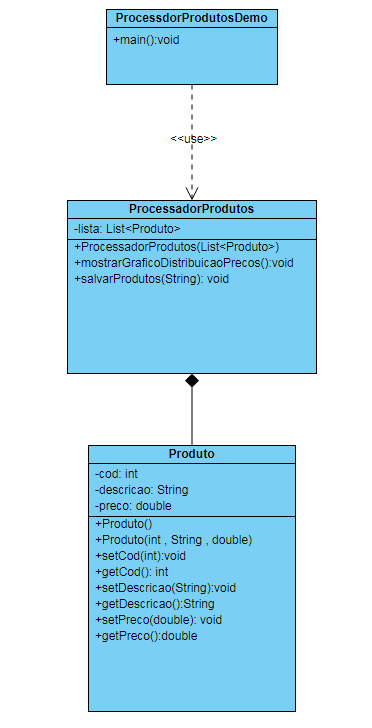 ProcessdorProdutosDemo
+main():void
<<use>>
ProcessadorProdutos
-lista: List<Produto>
+ProcessadorProdutos(List<Produto>)
+mostrarGraficoDistribuicaoPrecos():void
+salvarProdutos(String): void
Produto
-cod: int
-descricao: String
-preco: double
+Produto()
+Produto(int , String , double)
+setCod(int):void
+getCod(): int
+setDescricao(String):void
+getDescricao():String
+setPreco(double): void
+getPreco():double